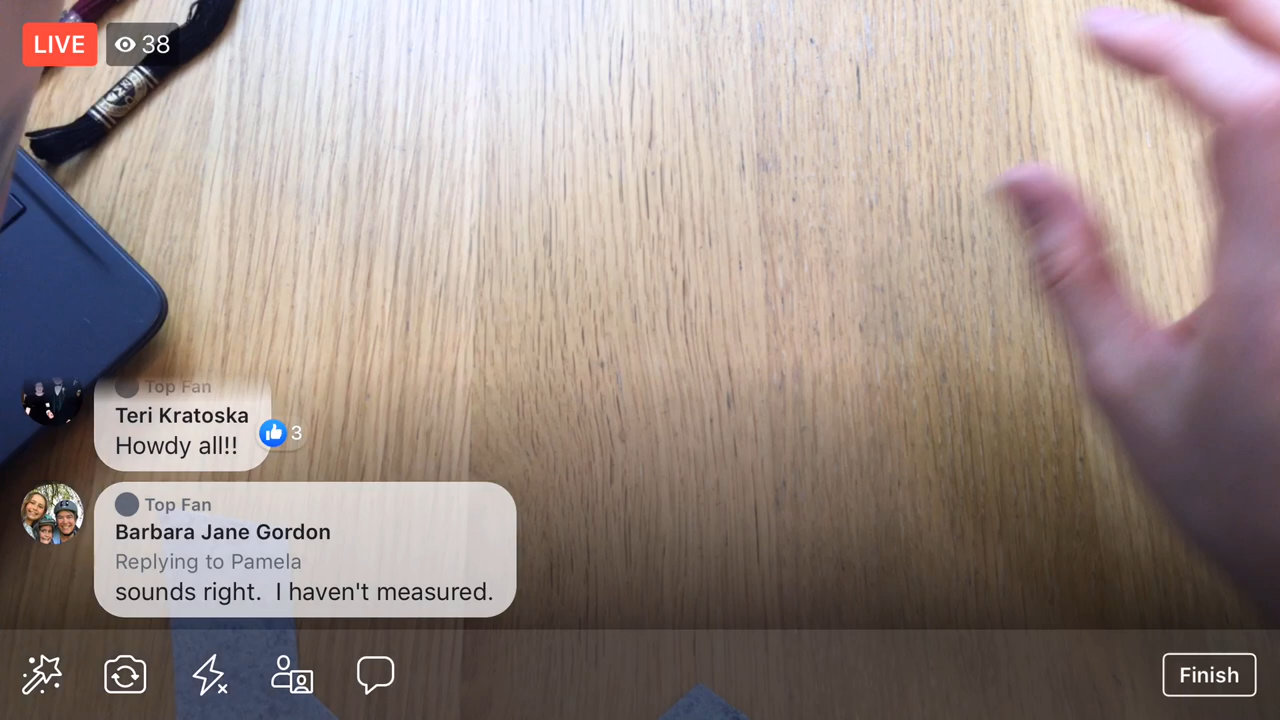 LIVE
38
Top Fan
Teri Kratoska
Howdy all!!
3
Top Fan
Barbara Jane Gordon
Replying to Pamela
sounds right.  I haven't measured.
Finish